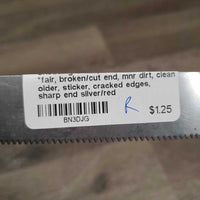 "fair, broken/cut end, mnr dirt, clean
older, sticker, cracked edges,
sharp end silver/red
BN3DJG
R
$1.25